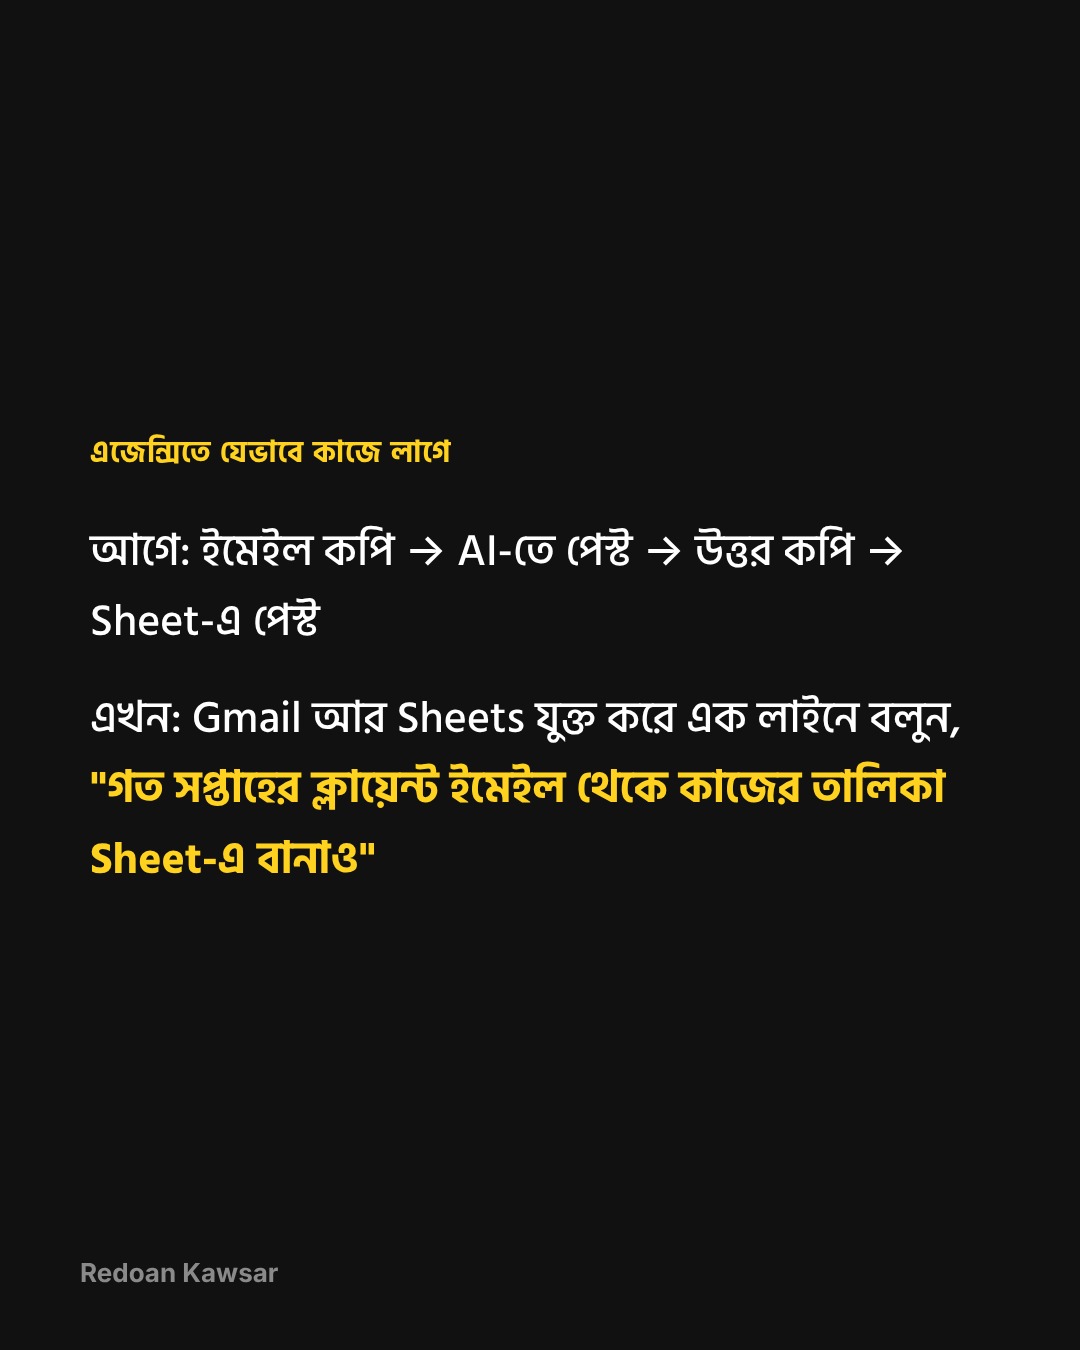 এজেন্সিতে যেভাবে কাজে লাগে
আগে: ইমেইল কপি → AI-তে পেস্ট → উত্তর কপি →
Sheet-এ পেস্ট
এখন: Gmail আর Sheets যুক্ত করে এক লাইনে বলুন,
"গত সপ্তাহের ক্লায়েন্ট ইমেইল থেকে কাজের তালিকা
Sheet-এ বানাও"
Redoan Kawsar